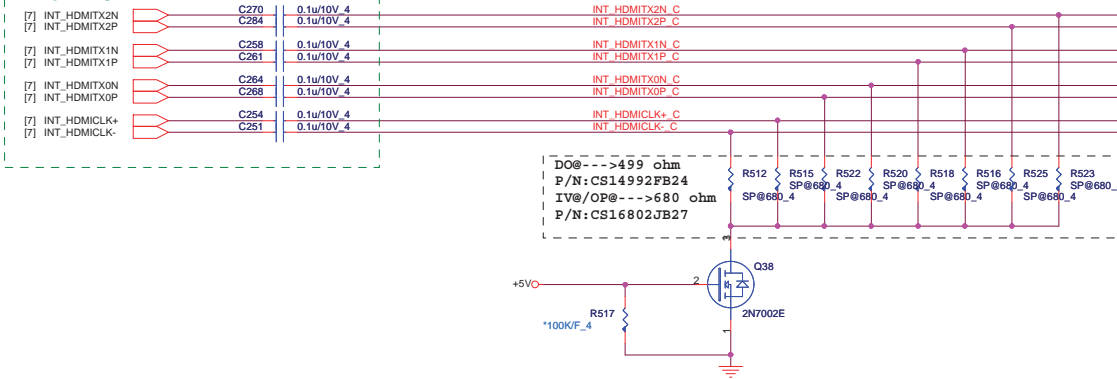 [7] INT_HDMITX2N C270 0.1u/10V_4 INT_HDMITX2N_C
[7] INT_HDMITX2P C284 0.1u/10V_4 INT_HDMITX2P_C
[7] INT_HDMITX1N C258 0.1u/10V_4 INT_HDMITX1N_C
[7] INT_HDMITX1P C261 0.1u/10V_4 INT_HDMITX1P_C
[7] INT_HDMITX0N C264 0.1u/10V_4 INT_HDMITX0N_C
[7] INT_HDMITX0P C268 0.1u/10V_4 INT_HDMITX0P_C
[7] INT_HDMICLK+ C254 0.1u/10V_4 INT_HDMICLK+_C
[7] INT_HDMICLK- C251 0.1u/10V_4 INT_HDMICLK-_C
DO@--->499 ohm
P/N:CS14992FB24
IV@/OP@--->680 ohm
P/N:CS16802JB27
R512 R515 R522 R520 R518 R516 R525 R523
SP@680_4 SP@680_4 SP@680_4 SP@680_
SP@680_4 SP@680_4 SP@680_4 SP@680_4
3
Q38
+5V
2
R517
2N7002E
*100K/F_4
1